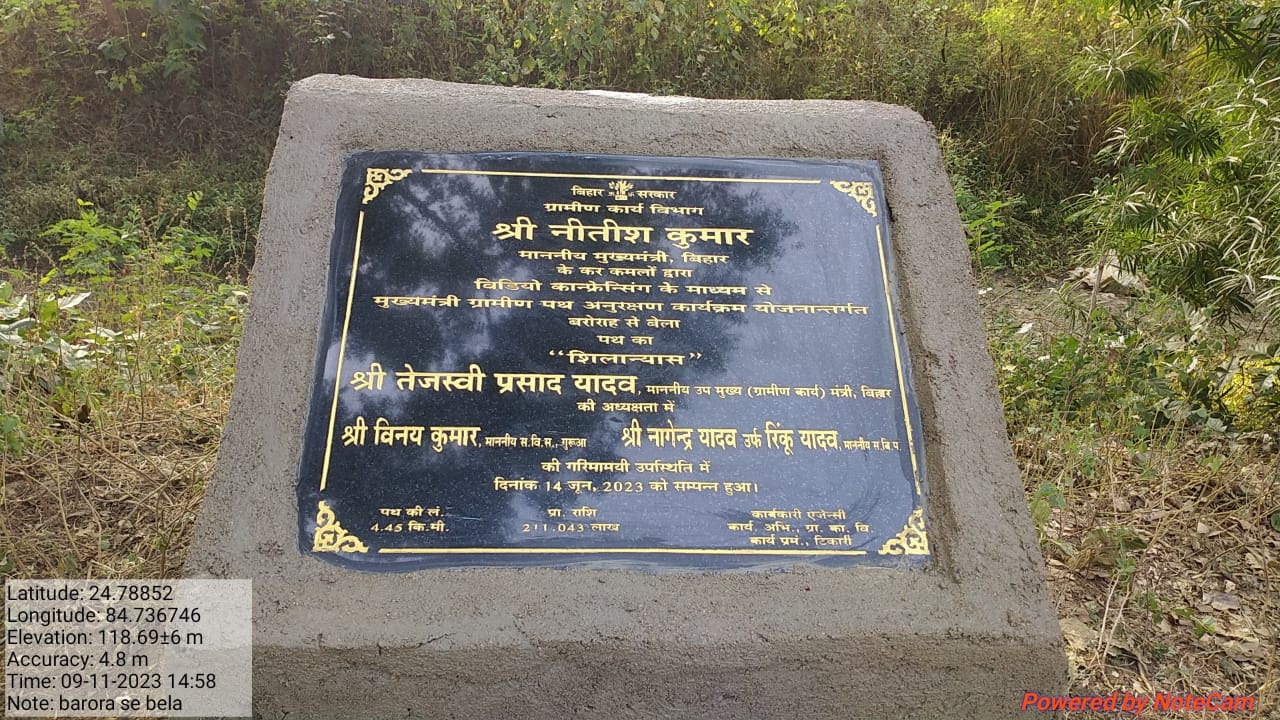 बिहार सरकार
ग्रामीण कार्य विभाग
श्री नीतीश कुमार
माननीय मुख्यमंत्री, बिहार
के कर कमलों द्वारा
विडियो कान्फ्रेन्सिंग के माध्यम से
मुख्यमंत्री ग्रामीण पथ अनुरक्षण कार्यक्रम योजनान्तर्गत
बरोराह से बेला
पथ का
“शिलान्यास”
श्री तेजस्वी प्रसाद यादव, माननीय उप मुख्य (ग्रामीण कार्य) मंत्री, बिहार
की अध्यक्षता में
श्री विनय कुमार, माननीय स.वि.स., गुरूआ श्री नागेन्द्र यादव उर्फ रिंकू यादव, माननीय स.बि.प.
की गरिमामयी उपस्थिति में
दिनांक 14 जून, 2023 को सम्पन्न हुआ।
पथ की लं. प्रा. राशि कार्यकारी एजेन्सी
4.45 कि.मी. 211.043 लाख कार्य. अभि., ग्रा. का. वि.
कार्य प्रमं., टिकारी
Latitude: 24.78852
Longitude: 84.736746
Elevation: 118.69±6 m
Accuracy: 4.8 m
Time: 09-11-2023 14:58
Note: barora se bela
Powered by NoteCam